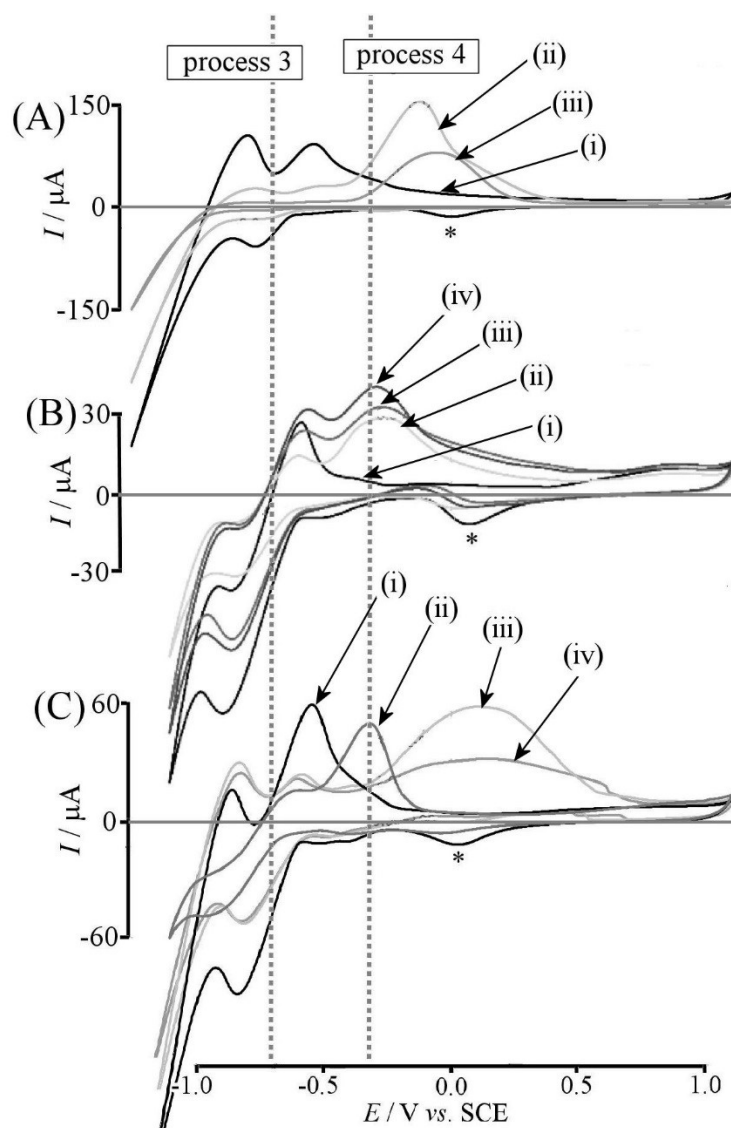 process 3 process 4
(A)
(ii)
(iii)
(i)
150
0
-150
I / µA
*
(B)
(iv)
(iii)
(ii)
(i)
30
0
-30
I / µA
*
(C)
(i) (ii) (iii) (iv)
60
0
-60
I / µA
*
-1.0 -0.5 0.0 0.5 1.0
E / V vs. SCE